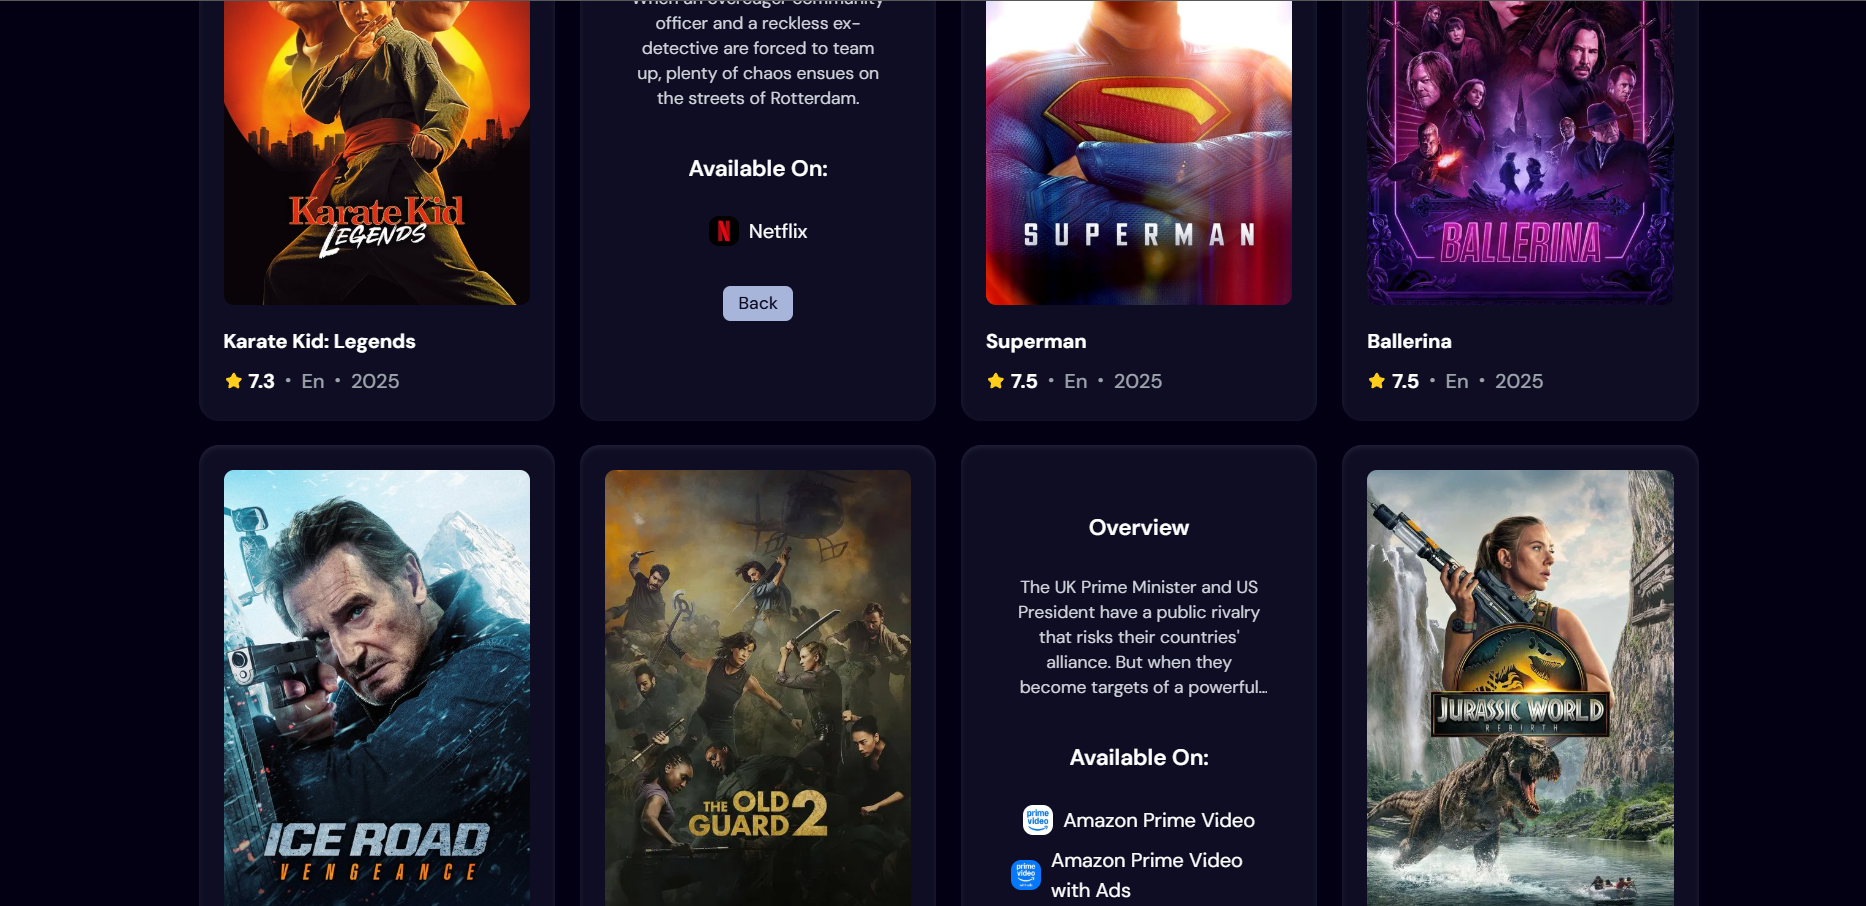 When an overeager community
officer and a reckless ex-
detective are forced to team
up, plenty of chaos ensues on
the streets of Rotterdam.
Available On:
Netflix
Back
Karate Kid
LEGENDS
Karate Kid: Legends
7.3 • En • 2025
SUPERMAN
Superman
7.5 • En • 2025
BALLERINA
Ballerina
7.5 • En • 2025
ICE ROAD
VENGEANCE
THE OLD
GUARD 2
Overview
The UK Prime Minister and US
President have a public rivalry
that risks their countries'
alliance. But when they
become targets of a powerful...
Available On:
prime
video
Amazon Prime Video
prime
video
Amazon Prime Video
with Ads
JURASSIC WORLD
REBIRTH